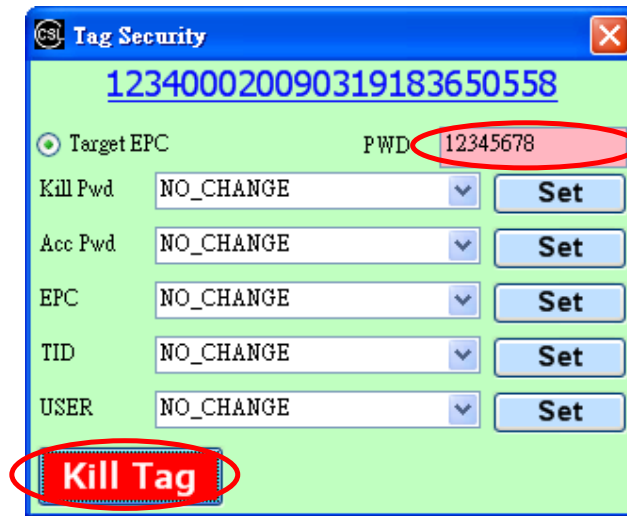 CSL Tag Security
123400020090319183650558
Target EPC PWD 12345678
Kill Pwd NO_CHANGE Set
Acc Pwd NO_CHANGE Set
EPC NO_CHANGE Set
TID NO_CHANGE Set
USER NO_CHANGE Set
Kill Tag